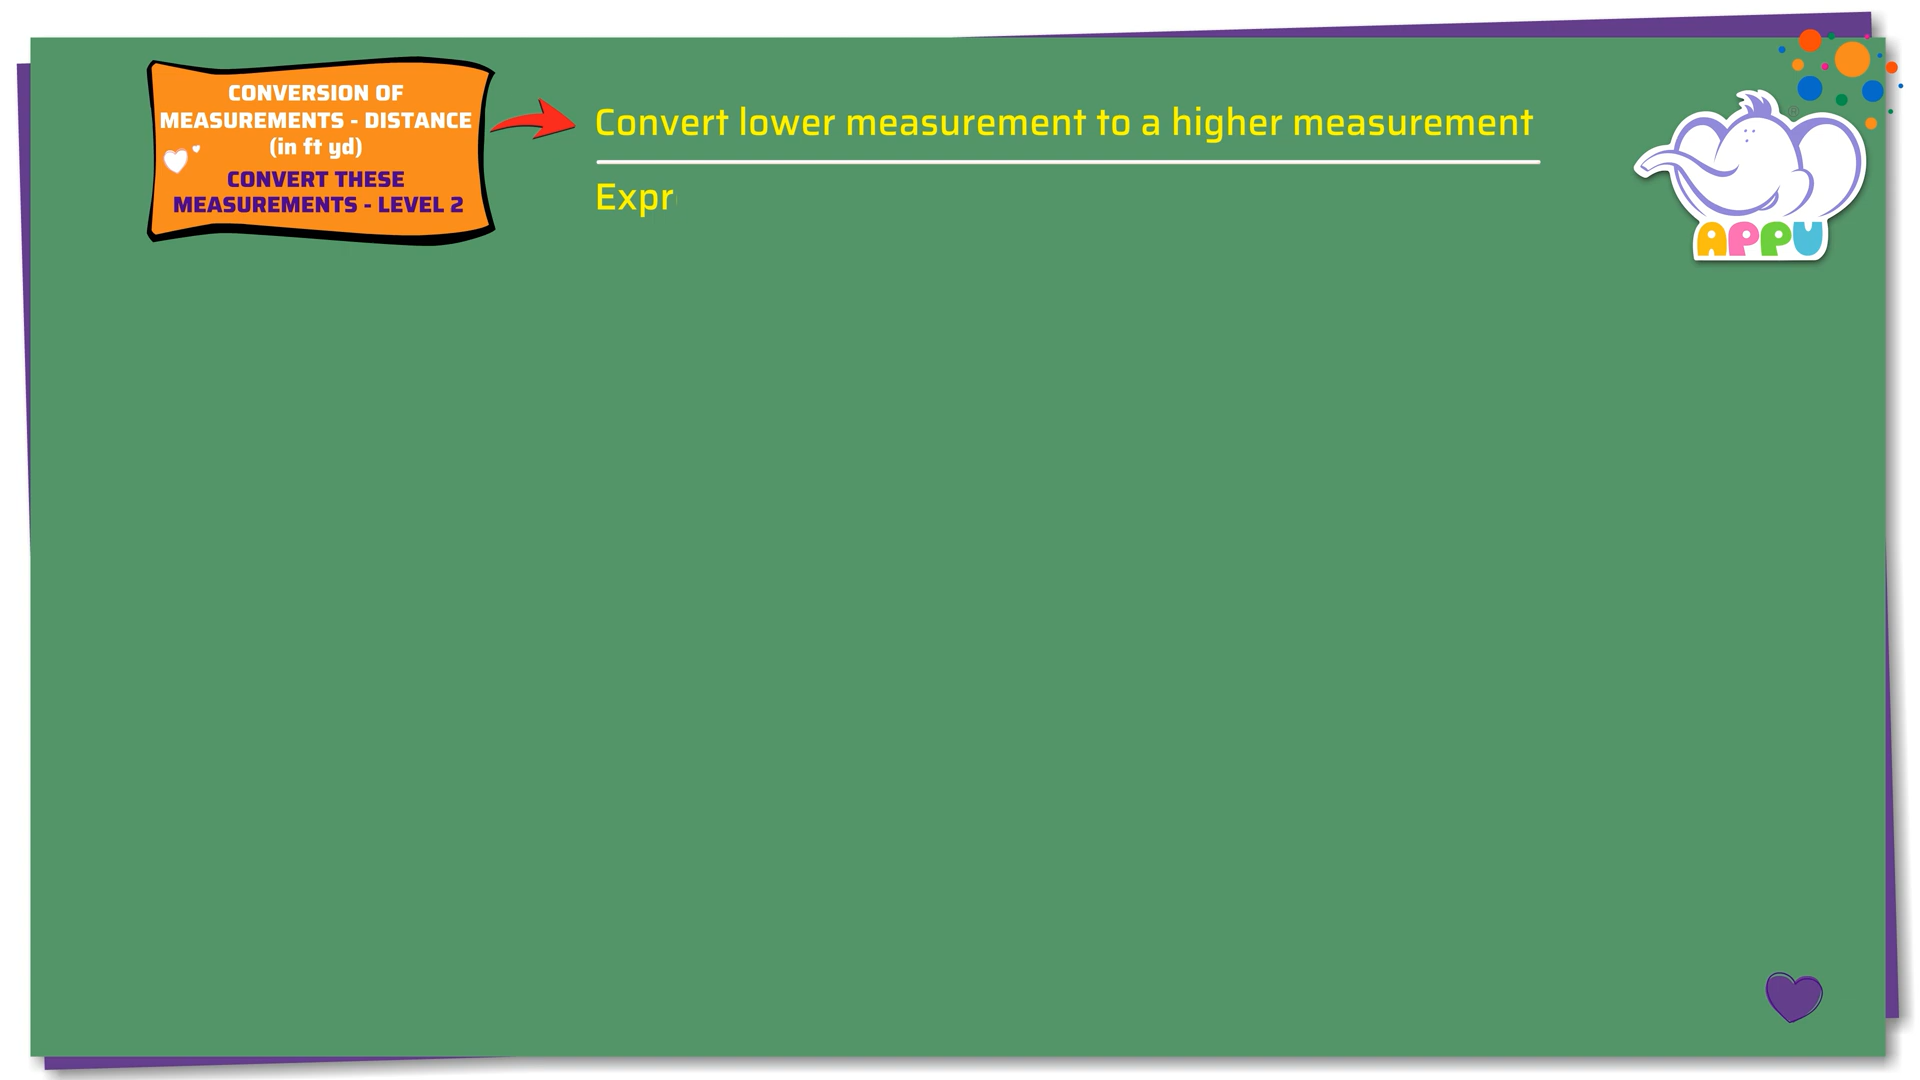 CONVERSION OF
MEASUREMENTS - DISTANCE
(in ft yd)
CONVERT THESE
MEASUREMENTS - LEVEL 2
Convert lower measurement to a higher measurement
Expr
APPU